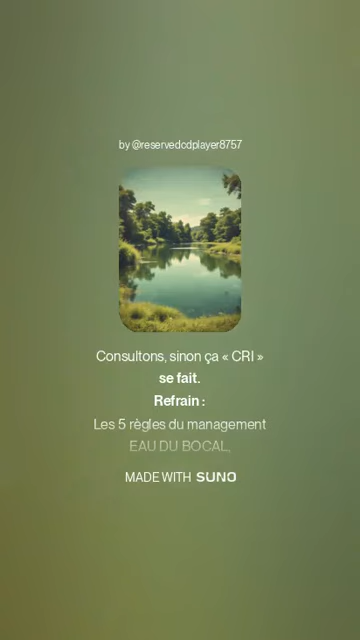 by @reservedcdplayer8757
Consultons, sinon ça « CRI »
se fait.
Refrain :
Les 5 règles du management
EAU DU BOCAL,
MADE WITH SUNO